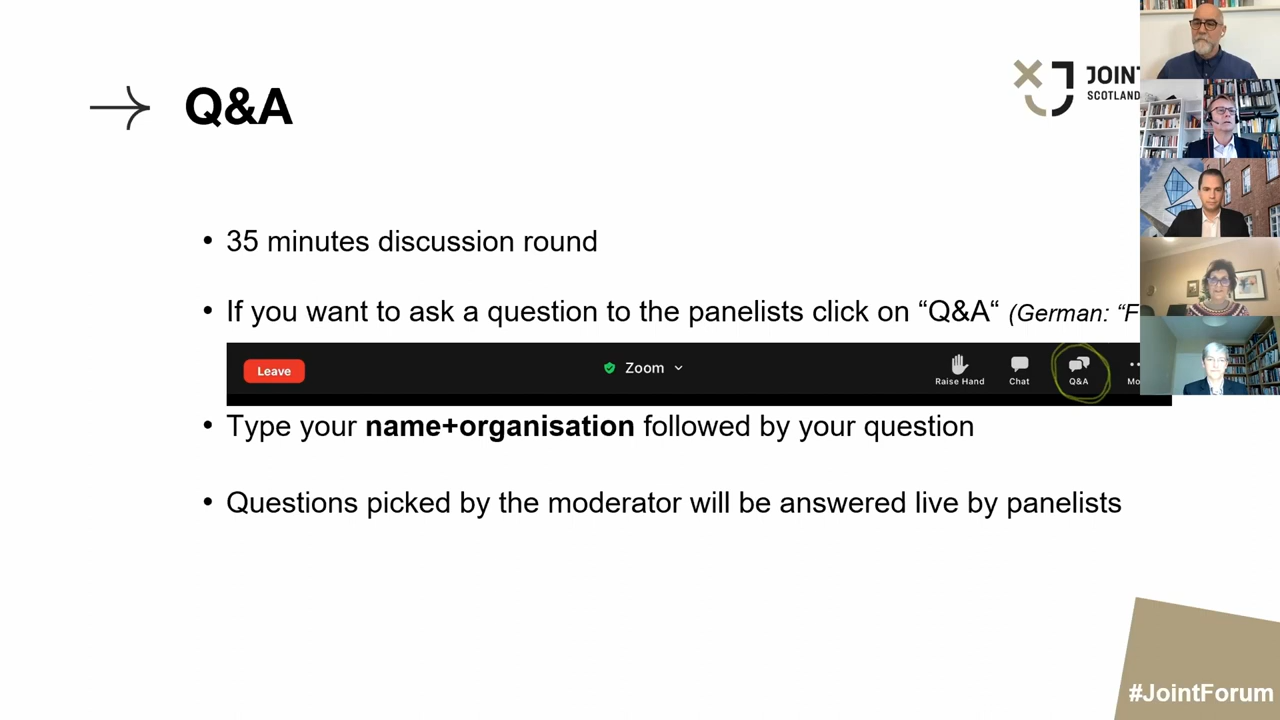 Q&A
JOINT
SCOTLAND
• 35 minutes discussion round
• If you want to ask a question to the panelists click on “Q&A“ (German: “F
Leave
Zoom
Raise Hand
Chat
Q&A
Mo
• Type your name+organisation followed by your question
• Questions picked by the moderator will be answered live by panelists
#JointForum